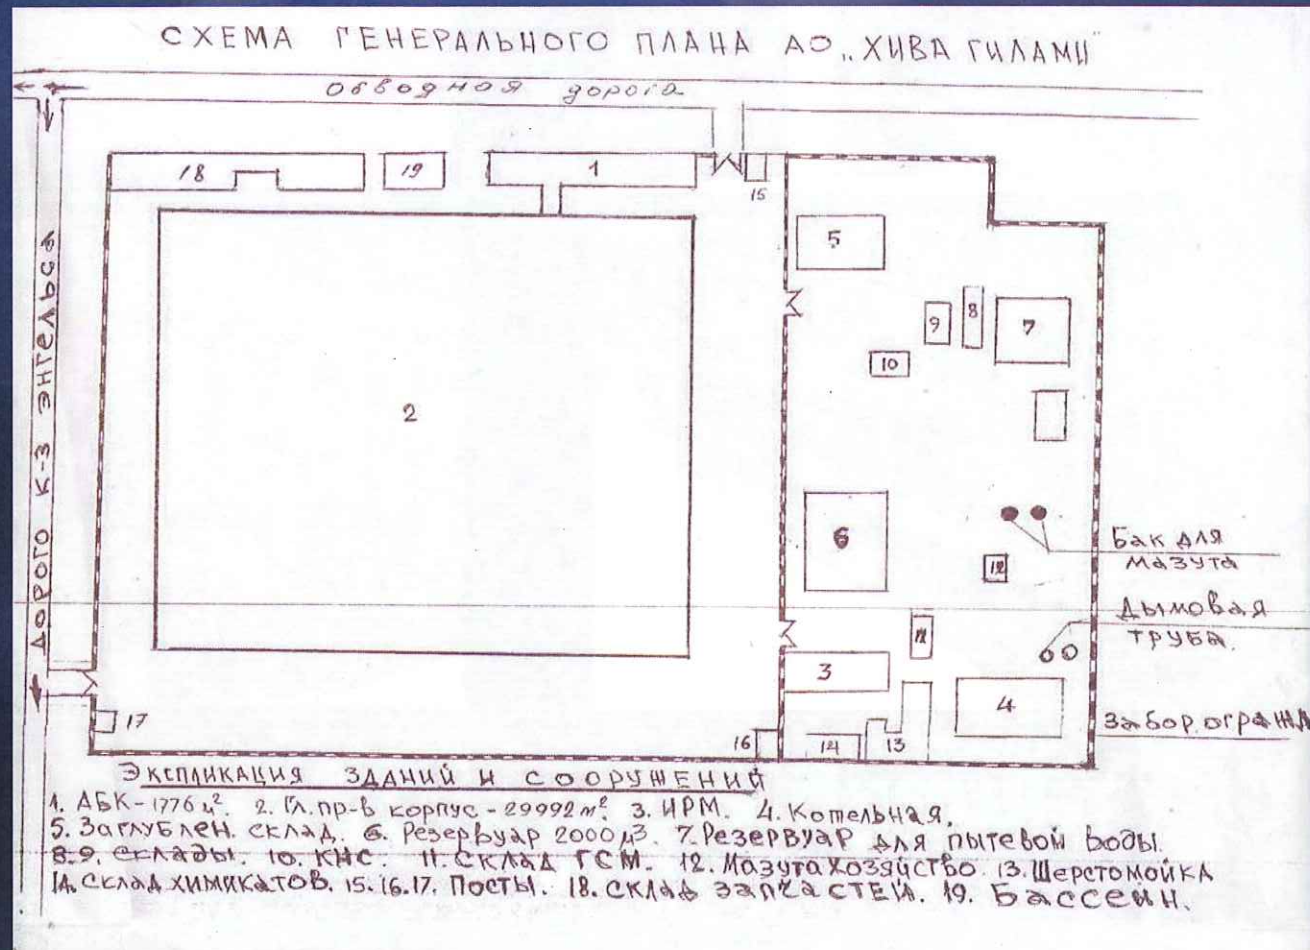 СХЕМА ГЕНЕРАЛЬНОГО ПЛАНА АО „ХИВА ГИЛАМИ"
Обводная дорога
18
19
1
15
5
9
8
7
10
2
ДОРОГО К-З ЭНГЕЛЬСА
6
12
Бак для
мазута
11
Дымовая
труба.
3
4
17
16
14
13
Забор. огражд
ЭКСПЛИКАЦИЯ ЗДАНИЙ И СООРУЖЕНИЙ
1. АБК-1776 м². 2. Гл. пр-в корпус - 29992 м². 3. ИРМ. 4. Котельная.
5. Заглублен. склад. 6. Резервуар 2000 м3. 7. Резервуар для пытевой воды.
8.9. склады. 10. КНС. 11. Склад ГСМ. 12. Мазутахозяйство. 13. Шерстомойка
14. Склад химикатов. 15.16.17. Посты. 18. склад запчастей. 19. Бассейн.